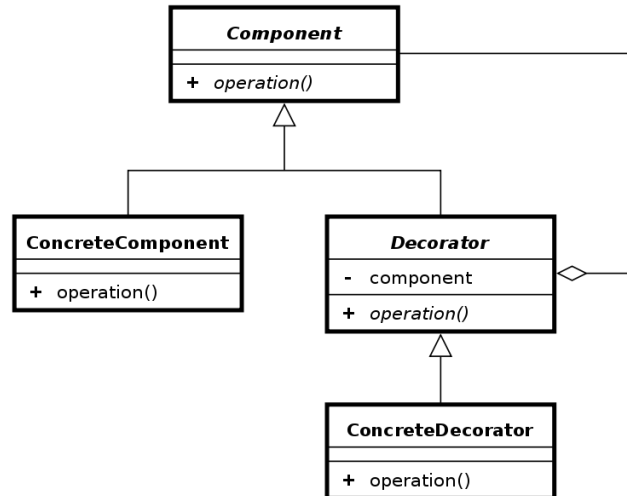 Component
+ operation()
ConcreteComponent
+ operation()
Decorator
- component
+ operation()
ConcreteDecorator
+ operation()